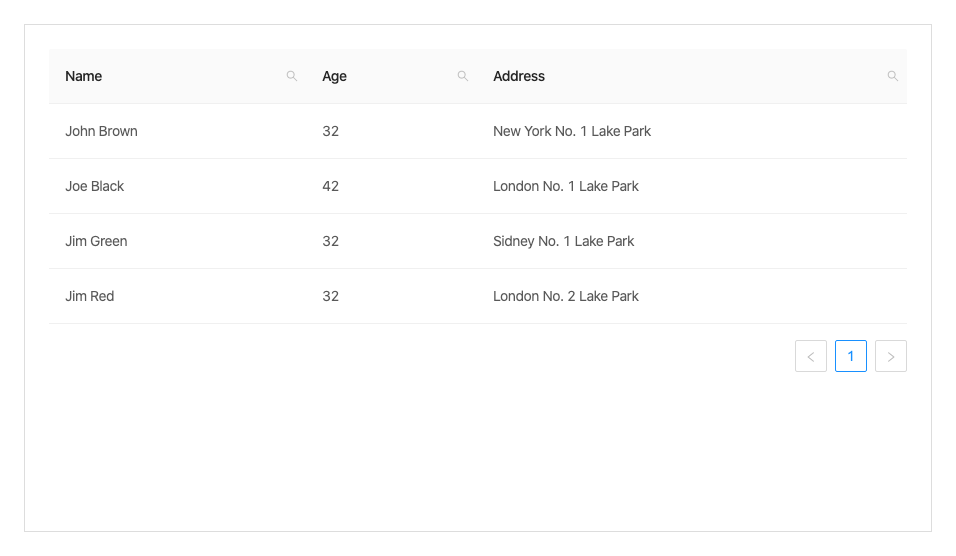 Name Age Address
John Brown 32 New York No. 1 Lake Park
Joe Black 42 London No. 1 Lake Park
Jim Green 32 Sidney No. 1 Lake Park
Jim Red 32 London No. 2 Lake Park
1